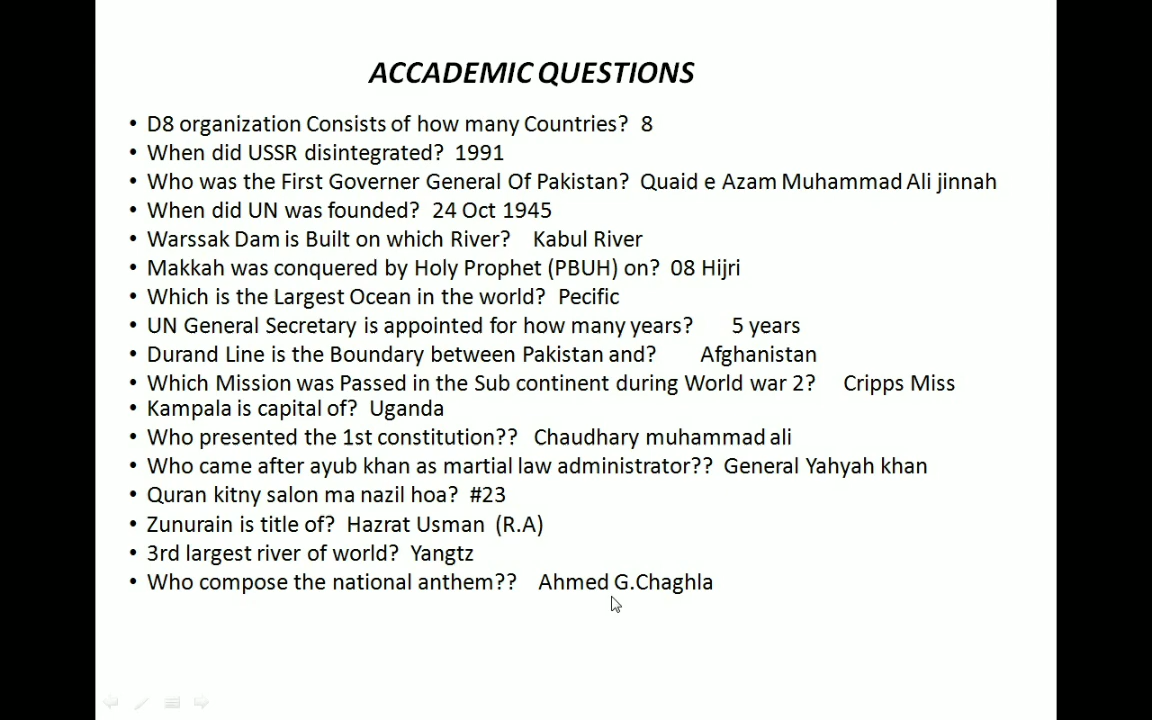 ACCADEMIC QUESTIONS
• D8 organization Consists of how many Countries? 8
• When did USSR disintegrated? 1991
• Who was the First Governer General Of Pakistan? Quaid e Azam Muhammad Ali jinnah
• When did UN was founded? 24 Oct 1945
• Warssak Dam is Built on which River? Kabul River
• Makkah was conquered by Holy Prophet (PBUH) on? 08 Hijri
• Which is the Largest Ocean in the world? Pecific
• UN General Secretary is appointed for how many years? 5 years
• Durand Line is the Boundary between Pakistan and? Afghanistan
• Which Mission was Passed in the Sub continent during World war 2? Cripps Miss
• Kampala is capital of? Uganda
• Who presented the 1st constitution?? Chaudhary muhammad ali
• Who came after ayub khan as martial law administrator?? General Yahyah khan
• Quran kitny salon ma nazil hoa? #23
• Zunurain is title of? Hazrat Usman (R.A)
• 3rd largest river of world? Yangtz
• Who compose the national anthem?? Ahmed G.Chaghla